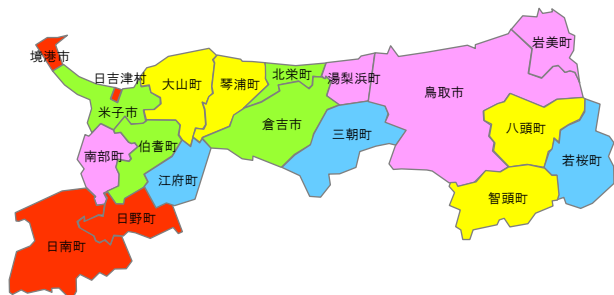 境港市
日吉津村
米子市
大山町
琴浦町
北栄町
湯梨浜町
岩美町
鳥取市
南部町
伯耆町
倉吉市
三朝町
八頭町
若桜町
江府町
智頭町
日野町
日南町